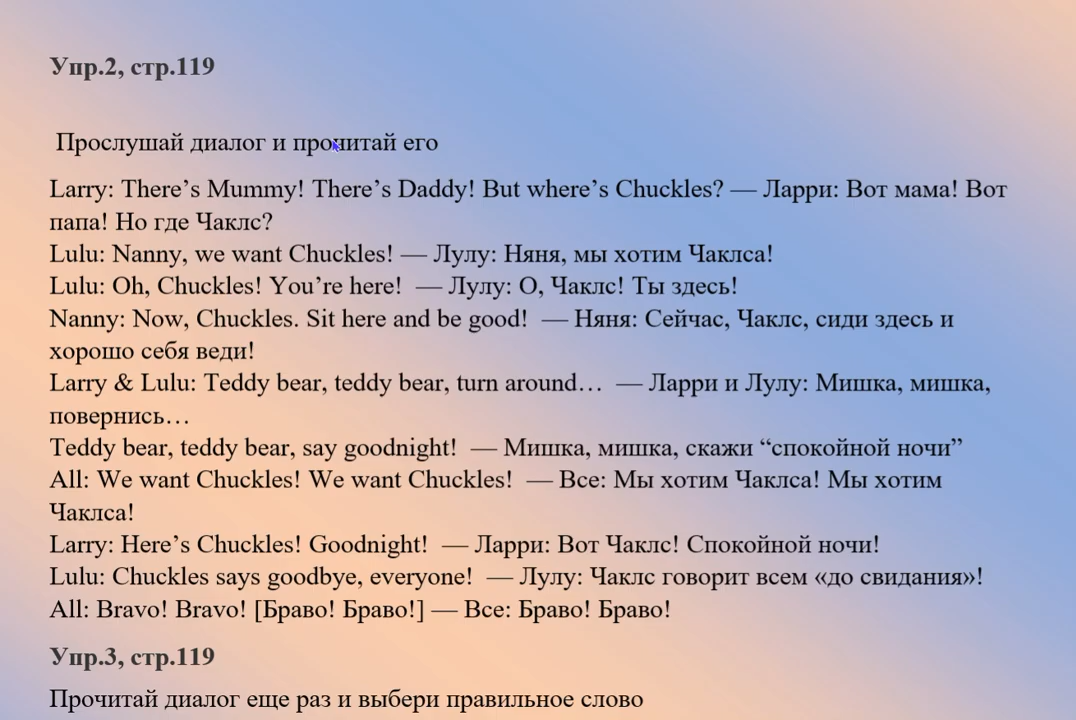 Упр.2, стр.119
Прослушай диалог и прочитай его
Larry: There’s Mummy! There’s Daddy! But where’s Chuckles? — Ларри: Вот мама! Вот
папа! Но где Чаклс?
Lulu: Nanny, we want Chuckles! — Лулу: Няня, мы хотим Чаклса!
Lulu: Oh, Chuckles! You’re here!  — Лулу: О, Чаклс! Ты здесь!
Nanny: Now, Chuckles. Sit here and be good!  — Няня: Сейчас, Чаклс, сиди здесь и
хорошо себя веди!
Larry & Lulu: Teddy bear, teddy bear, turn around…  — Ларри и Лулу: Мишка, мишка,
повернись…
Teddy bear, teddy bear, say goodnight!  — Мишка, мишка, скажи “спокойной ночи”
All: We want Chuckles! We want Chuckles!  — Все: Мы хотим Чаклса! Мы хотим
Чаклса!
Larry: Here’s Chuckles! Goodnight!  — Ларри: Вот Чаклс! Спокойной ночи!
Lulu: Chuckles says goodbye, everyone!  — Лулу: Чаклс говорит всем «до свидания»!
All: Bravo! Bravo! [Браво! Браво!] — Все: Браво! Браво!
Упр.3, стр.119
Прочитай диалог еще раз и выбери правильное слово